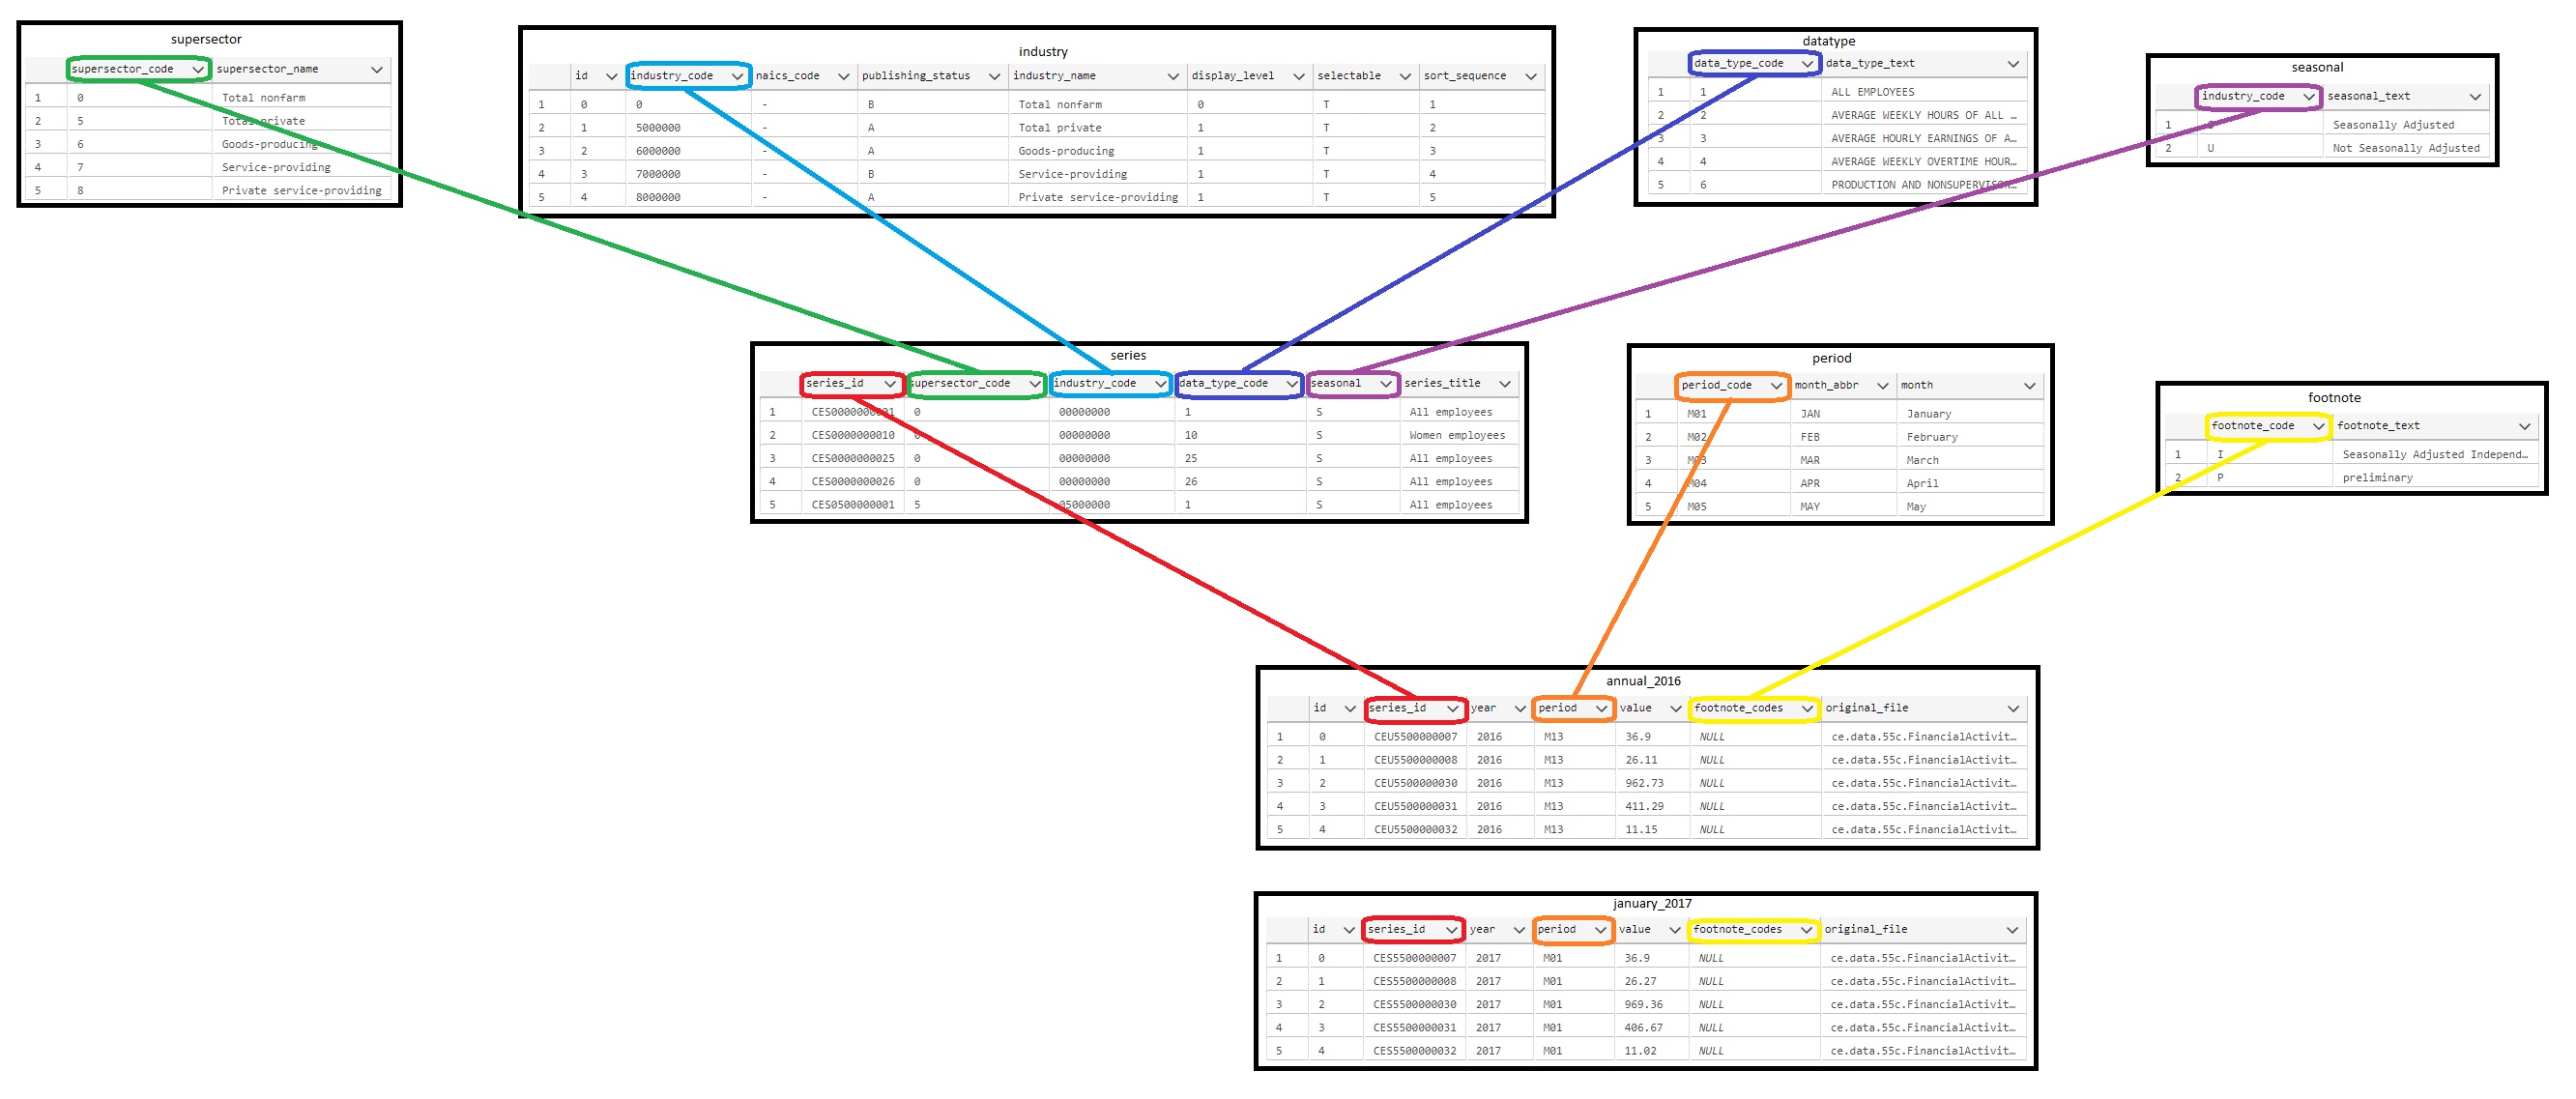 supersector
supersector_code supersector_name
1 0 Total nonfarm
2 5 Total private
3 6 Goods-producing
4 7 Service-providing
5 8 Private service-providing
industry
id industry_code naics_code publishing_status industry_name display_level selectable sort_sequence
1 0 0 - B Total nonfarm 0 T 1
2 1 5000000 - A Total private 1 T 2
3 2 6000000 - A Goods-producing 1 T 3
4 3 7000000 - B Service-providing 1 T 4
5 4 8000000 - A Private service-providing 1 T 5
datatype
data_type_code data_type_text
1 1 ALL EMPLOYEES
2 2 AVERAGE WEEKLY HOURS OF ALL …
3 3 AVERAGE HOURLY EARNINGS OF A…
4 4 AVERAGE WEEKLY OVERTIME HOUR…
5 6 PRODUCTION AND NONSUPERVISOR…
seasonal
industry_code seasonal_text
1 Seasonally Adjusted
2 U Not Seasonally Adjusted
series
series_id supersector_code industry_code data_type_code seasonal series_title
1 CES0000000001 0 00000000 1 S All employees
2 CES0000000010 0 00000000 10 S Women employees
3 CES0000000025 0 00000000 25 S All employees
4 CES0000000026 0 00000000 26 S All employees
5 CES0500000001 5 05000000 1 S All employees
period
period_code month_abbr month
1 M01 JAN January
2 M02 FEB February
3 M03 MAR March
4 M04 APR April
5 M05 MAY May
footnote
footnote_code footnote_text
1 I Seasonally Adjusted Independ…
2 P preliminary
annual_2016
id series_id year period value footnote_codes original_file
1 0 CEU5500000007 2016 M13 36.9 NULL ce.data.55c.FinancialActivit…
2 1 CEU5500000008 2016 M13 26.11 NULL ce.data.55c.FinancialActivit…
3 2 CEU5500000030 2016 M13 962.73 NULL ce.data.55c.FinancialActivit…
4 3 CEU5500000031 2016 M13 411.29 NULL ce.data.55c.FinancialActivit…
5 4 CEU5500000032 2016 M13 11.15 NULL ce.data.55c.FinancialActivit…
january_2017
id series_id year period value footnote_codes original_file
1 0 CES5500000007 2017 M01 36.9 NULL ce.data.55c.FinancialActivit…
2 1 CES5500000008 2017 M01 26.27 NULL ce.data.55c.FinancialActivit…
3 2 CES5500000030 2017 M01 969.36 NULL ce.data.55c.FinancialActivit…
4 3 CES5500000031 2017 M01 406.67 NULL ce.data.55c.FinancialActivit…
5 4 CES5500000032 2017 M01 11.02 NULL ce.data.55c.FinancialActivit…